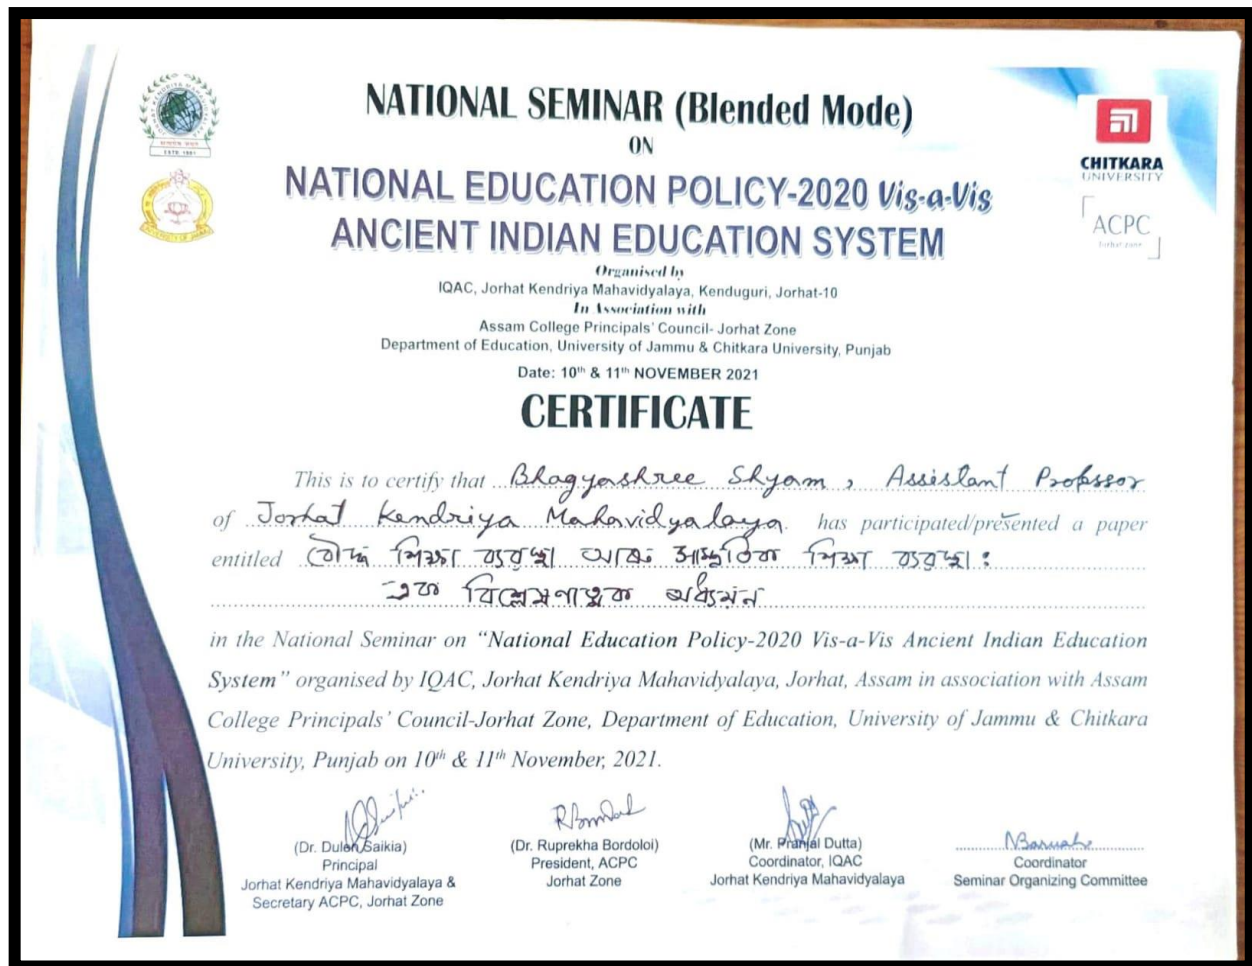 NATIONAL SEMINAR (Blended Mode)
ON
NATIONAL EDUCATION POLICY-2020 Vis-a-Vis
ANCIENT INDIAN EDUCATION SYSTEM
Organised by
IQAC, Jorhat Kendriya Mahavidyalaya, Kenduguri, Jorhat-10
In Association with
Assam College Principals' Council- Jorhat Zone
Department of Education, University of Jammu & Chitkara University, Punjab
Date: 10th & 11th NOVEMBER 2021
CHITKARA
UNIVERSITY
ACPC
Jorhat zone
CERTIFICATE
This is to certify that Bhagyashree Shyam, Assistant Professor
of Jorhat Kendriya Mahavidyalaya. has participated/presented a paper
entitled বৌদ্ধ শিক্ষা ব্যৱস্থা আৰু আধুনিক শিক্ষা ব্যৱস্থা :
এক বিশ্লেষণাত্মক অধ্যয়ন
in the National Seminar on "National Education Policy-2020 Vis-a-Vis Ancient Indian Education
System" organised by IQAC, Jorhat Kendriya Mahavidyalaya, Jorhat, Assam in association with Assam
College Principals' Council-Jorhat Zone, Department of Education, University of Jammu & Chitkara
University, Punjab on 10th & 11th November, 2021.
(Dr. Dulen Saikia)
Principal
Jorhat Kendriya Mahavidyalaya &
Secretary ACPC, Jorhat Zone
RBordoloi
(Dr. Ruprekha Bordoloi)
President, ACPC
Jorhat Zone
(Mr. Pranjal Dutta)
Coordinator, IQAC
Jorhat Kendriya Mahavidyalaya
NBaruah
Coordinator
Seminar Organizing Committee